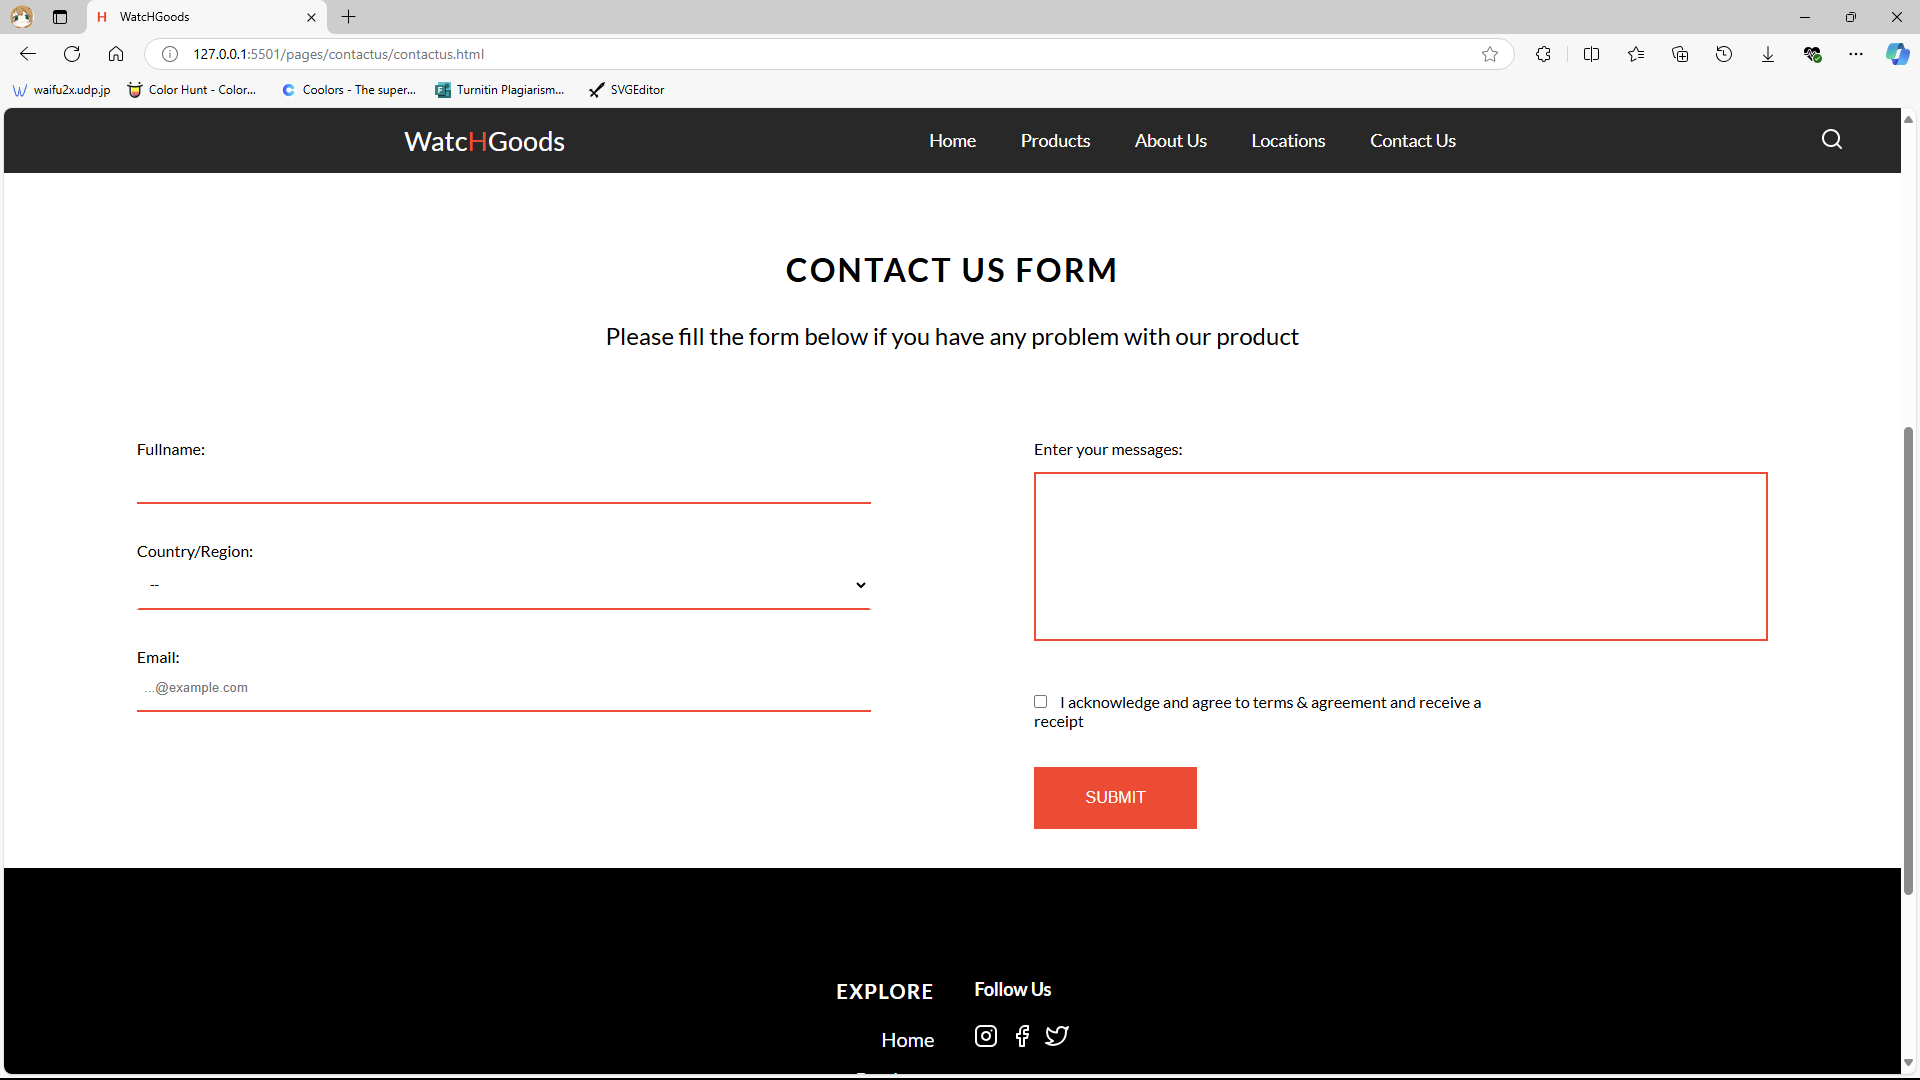 H WatcHGoods
127.0.0.1:5501/pages/contactus/contactus.html
waifu2x.udp.jp
Color Hunt - Color...
Coolors - The super...
Turnitin Plagiarism...
SVGEditor
WatcHGoods
Home
Products
About Us
Locations
Contact Us
CONTACT US FORM
Please fill the form below if you have any problem with our product
Fullname:
Country/Region:
--
Email:
...@example.com
Enter your messages:
I acknowledge and agree to terms & agreement and receive a
receipt
SUBMIT
EXPLORE
Home
Follow Us